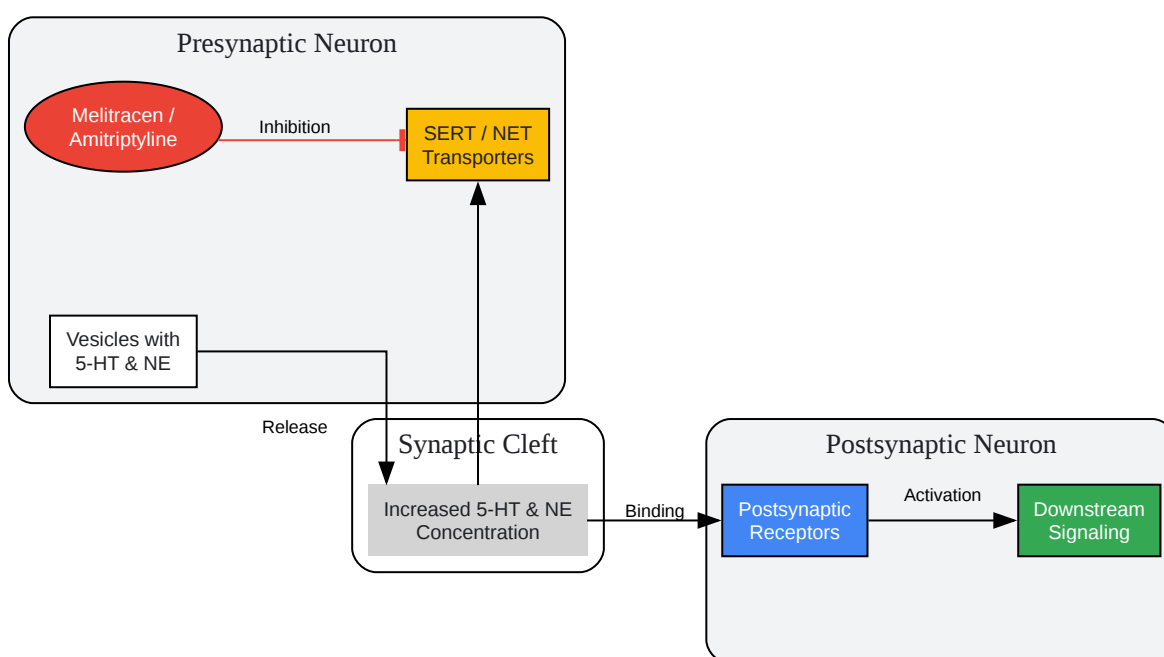 Presynaptic Neuron
Melitracen /
Amitriptyline
Inhibition
SERT / NET
Transporters
Vesicles with
5-HT & NE
Release
Synaptic Cleft
Increased 5-HT & NE
Concentration
Binding
Postsynaptic Neuron
Postsynaptic
Receptors
Activation
Downstream
Signaling